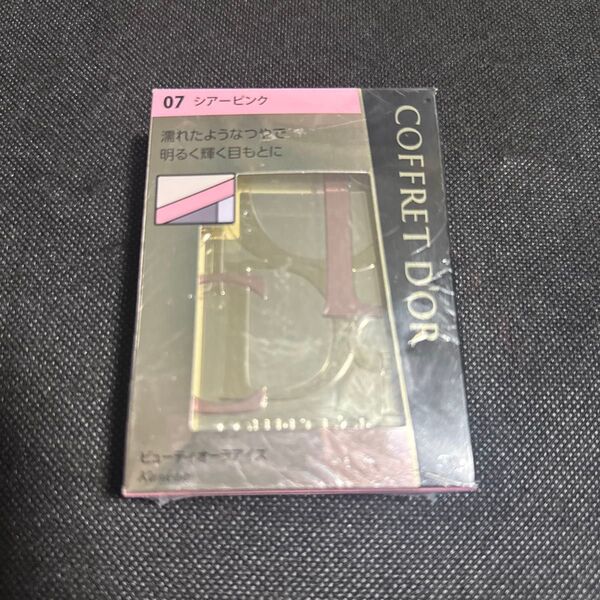 07 シアーピンク
濡れたようなつやで
明るく輝く目もとに
COFFRET D'OR
ビューティオーラアイズ
Kanebo